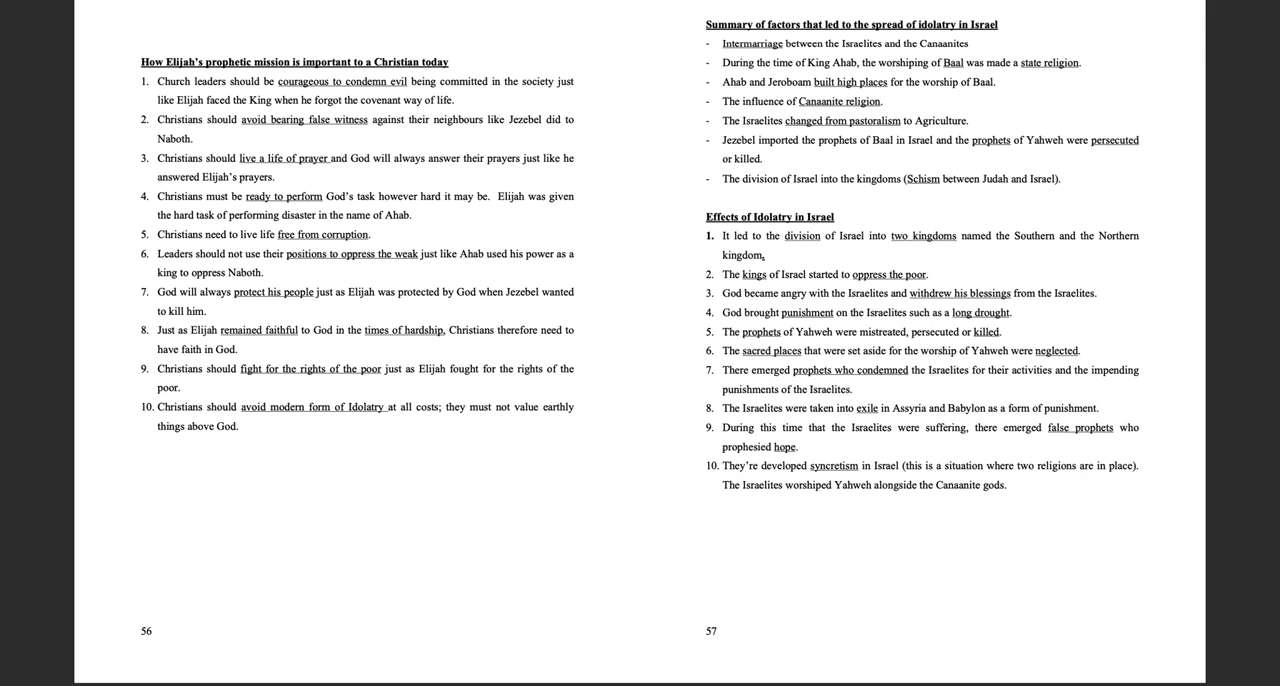 How Elijah's prophetic mission is important to a Christian today
1. Church leaders should be courageous to condemn evil being committed in the society just
like Elijah faced the King when he forgot the covenant way of life.
2. Christians should avoid bearing false witness against their neighbours like Jezebel did to
Naboth.
3. Christians should live a life of prayer and God will always answer their prayers just like he
answered Elijah's prayers.
4. Christians must be ready to perform God's task however hard it may be. Elijah was given
the hard task of performing disaster in the name of Ahab.
5. Christians need to live life free from corruption.
6. Leaders should not use their positions to oppress the weak just like Ahab used his power as a
king to oppress Naboth.
7. God will always protect his people just as Elijah was protected by God when Jezebel wanted
to kill him.
8. Just as Elijah remained faithful to God in the times of hardship, Christians therefore need to
have faith in God.
9. Christians should fight for the rights of the poor just as Elijah fought for the rights of the
poor.
10. Christians should avoid modern form of Idolatry at all costs; they must not value earthly
things above God.
56
Summary of factors that led to the spread of idolatry in Israel
- Intermarriage between the Israelites and the Canaanites
- During the time of King Ahab, the worshiping of Baal was made a state religion.
- Ahab and Jeroboam built high places for the worship of Baal.
- The influence of Canaanite religion.
- The Israelites changed from pastoralism to Agriculture.
- Jezebel imported the prophets of Baal in Israel and the prophets of Yahweh were persecuted
or killed.
- The division of Israel into the kingdoms (Schism between Judah and Israel).
Effects of Idolatry in Israel
1. It led to the division of Israel into two kingdoms named the Southern and the Northern
kingdom.
2. The kings of Israel started to oppress the poor.
3. God became angry with the Israelites and withdrew his blessings from the Israelites.
4. God brought punishment on the Israelites such as a long drought.
5. The prophets of Yahweh were mistreated, persecuted or killed.
6. The sacred places that were set aside for the worship of Yahweh were neglected.
7. There emerged prophets who condemned the Israelites for their activities and the impending
punishments of the Israelites.
8. The Israelites were taken into exile in Assyria and Babylon as a form of punishment.
9. During this time that the Israelites were suffering, there emerged false prophets who
prophesied hope.
10. They're developed syncretism in Israel (this is a situation where two religions are in place).
The Israelites worshiped Yahweh alongside the Canaanite gods.
57